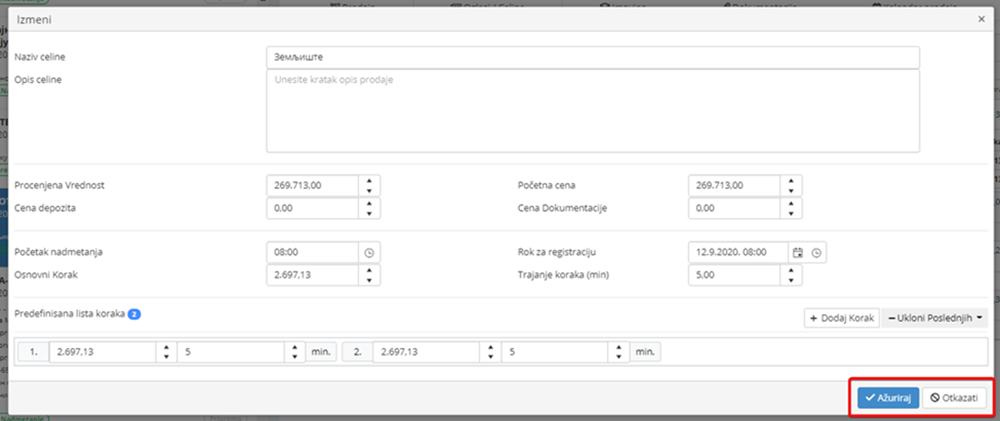 Izmeni ×
Naziv celine Земљиште
Opis celine Unesite kratak opis prodaje
Procenjena Vrednost 269.713,00 Početna cena 269.713,00
Cena depozita 0,00 Cena Dokumentacije 0,00
Početak nadmetanja 08:00 Rok za registraciju 12.9.2020. 08:00
Osnovni Korak 2.697,13 Trajanje koraka (min) 5,00
Predefinisana lista koraka 2 + Dodaj Korak − Ukloni Poslednjih
1. 2.697,13 5 min. 2. 2.697,13 5 min.
Ažuriraj Otkazati
Nadmetanje Priprema